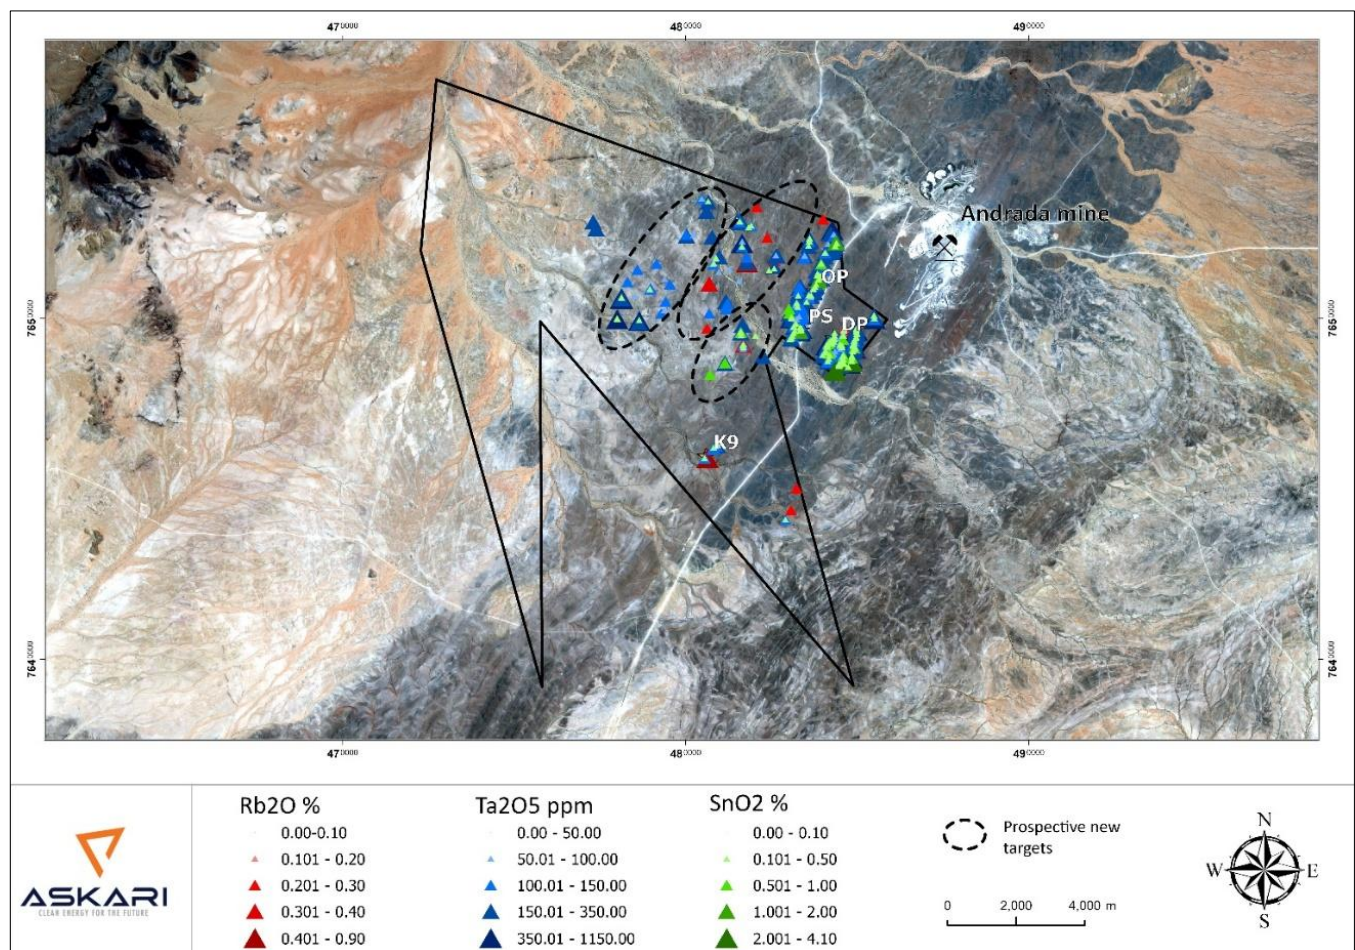 47⁰⁰⁰⁰ 48⁰⁰⁰⁰ 49⁰⁰⁰⁰
Andrada mine
OP
765⁰⁰⁰⁰ PS DP 765⁰⁰⁰⁰
K9
764⁰⁰⁰⁰ 764⁰⁰⁰⁰
47⁰⁰⁰⁰ 48⁰⁰⁰⁰ 49⁰⁰⁰⁰
ASKARI
CLEAN ENERGY FOR THE FUTURE
Rb2O %
0.00-0.10
0.101 - 0.20
0.201 - 0.30
0.301 - 0.40
0.401 - 0.90
Ta2O5 ppm
0.00 - 50.00
50.01 - 100.00
100.01 - 150.00
150.01 - 350.00
350.01 - 1150.00
SnO2 %
0.00 - 0.10
0.101 - 0.50
0.501 - 1.00
1.001 - 2.00
2.001 - 4.10
Prospective new
targets
0 2,000 4,000 m
N
W E
S